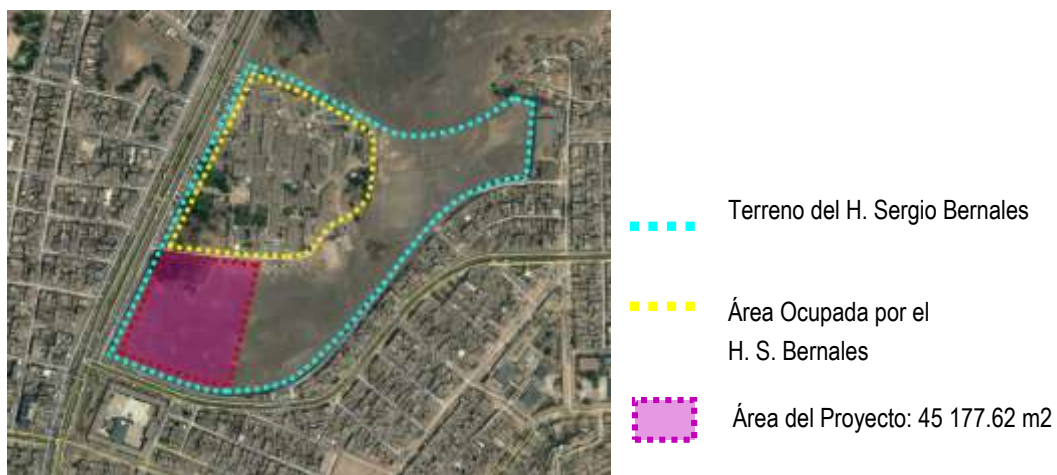 Terreno del H. Sergio Bernales
Área Ocupada por el
H. S. Bernales
Área del Proyecto: 45 177.62 m2